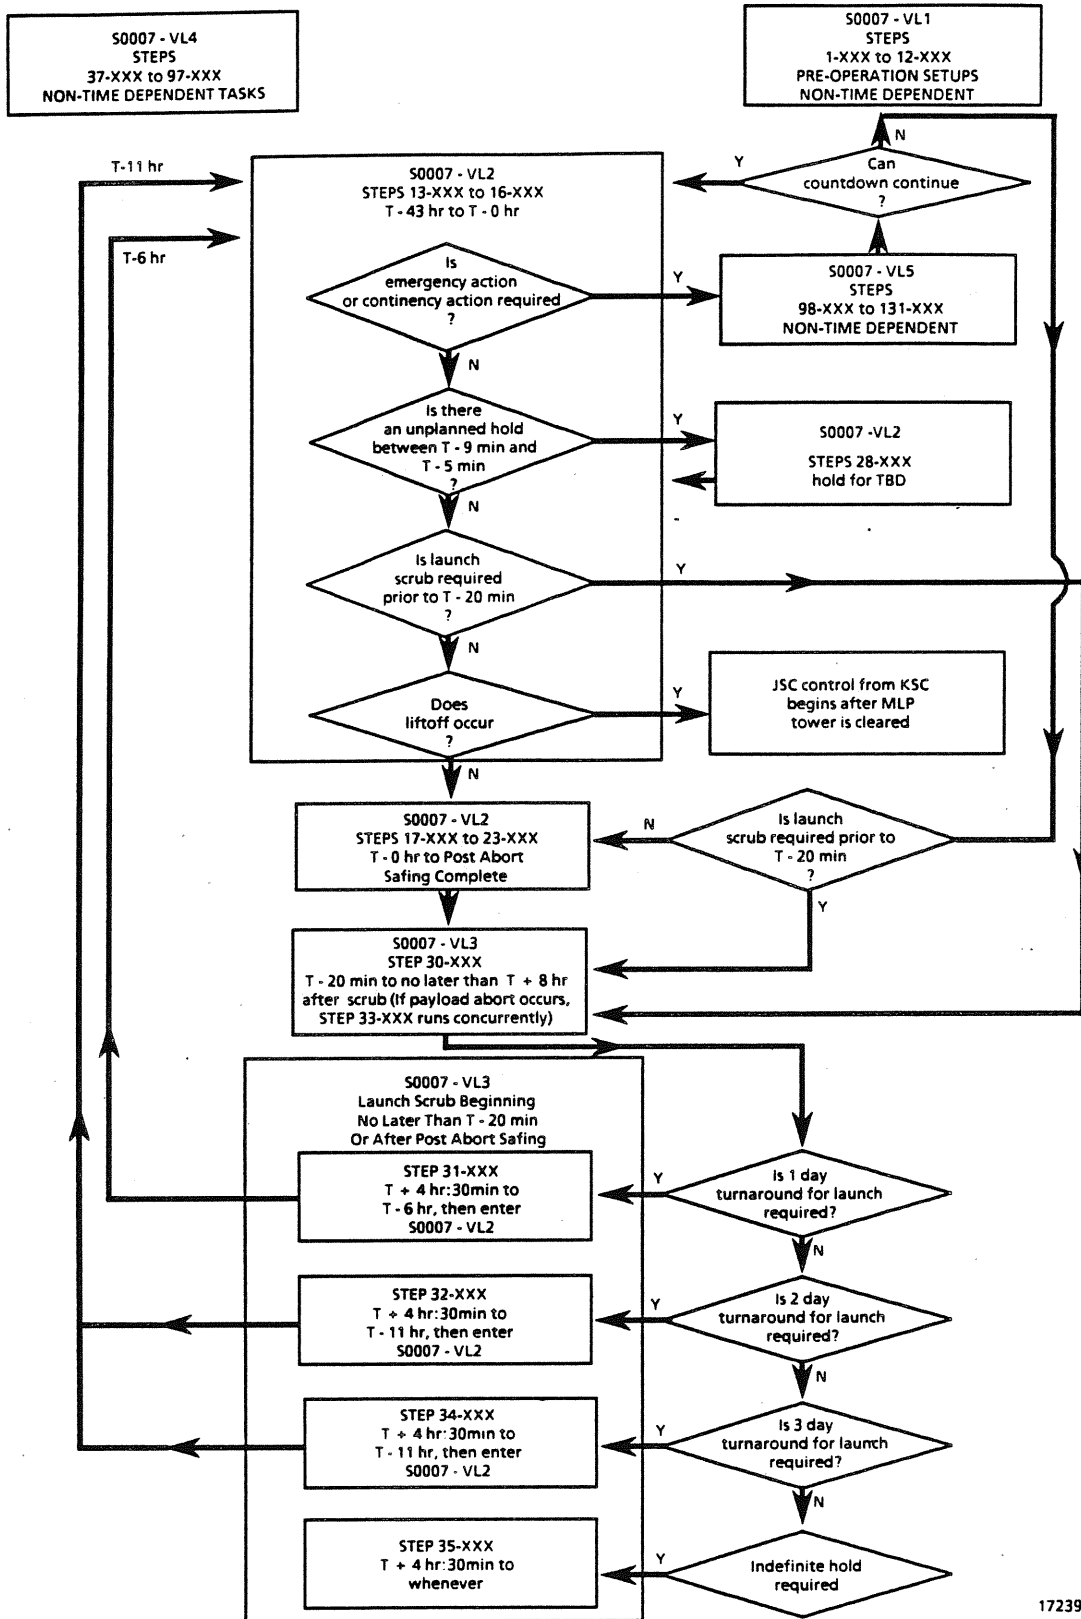 S0007 - VL4
STEPS
37-XXX to 97-XXX
NON-TIME DEPENDENT TASKS
S0007 - VL1
STEPS
1-XXX to 12-XXX
PRE-OPERATION SETUPS
NON-TIME DEPENDENT
N
Y
Can
countdown continue
?
T-11 hr
T-6 hr
S0007 - VL2
STEPS 13-XXX to 16-XXX
T - 43 hr to T - 0 hr
Is
emergency action
or continency action required
?
Y
S0007 - VL5
STEPS
98-XXX to 131-XXX
NON-TIME DEPENDENT
N
Is there
an unplanned hold
between T - 9 min and
T - 5 min
?
Y
S0007 -VL2
STEPS 28-XXX
hold for TBD
N
Is launch
scrub required
prior to T - 20 min
?
Y
N
Does
liftoff occur
?
Y
JSC control from KSC
begins after MLP
tower is cleared
N
S0007 - VL2
STEPS 17-XXX to 23-XXX
T - 0 hr to Post Abort
Safing Complete
N
Is launch
scrub required prior to
T - 20 min
?
Y
S0007 - VL3
STEP 30-XXX
T - 20 min to no later than T + 8 hr
after scrub (If payload abort occurs,
STEP 33-XXX runs concurrently)
S0007 - VL3
Launch Scrub Beginning
No Later Than T - 20 min
Or After Post Abort Safing
STEP 31-XXX
T + 4 hr:30min to
T - 6 hr, then enter
S0007 - VL2
Y
Is 1 day
turnaround for launch
required?
N
STEP 32-XXX
T + 4 hr:30min to
T - 11 hr, then enter
S0007 - VL2
Y
Is 2 day
turnaround for launch
required?
N
STEP 34-XXX
T + 4 hr:30min to
T - 11 hr, then enter
S0007 - VL2
Y
Is 3 day
turnaround for launch
required?
N
STEP 35-XXX
T + 4 hr:30min to
whenever
Y
Indefinite hold
required
17239